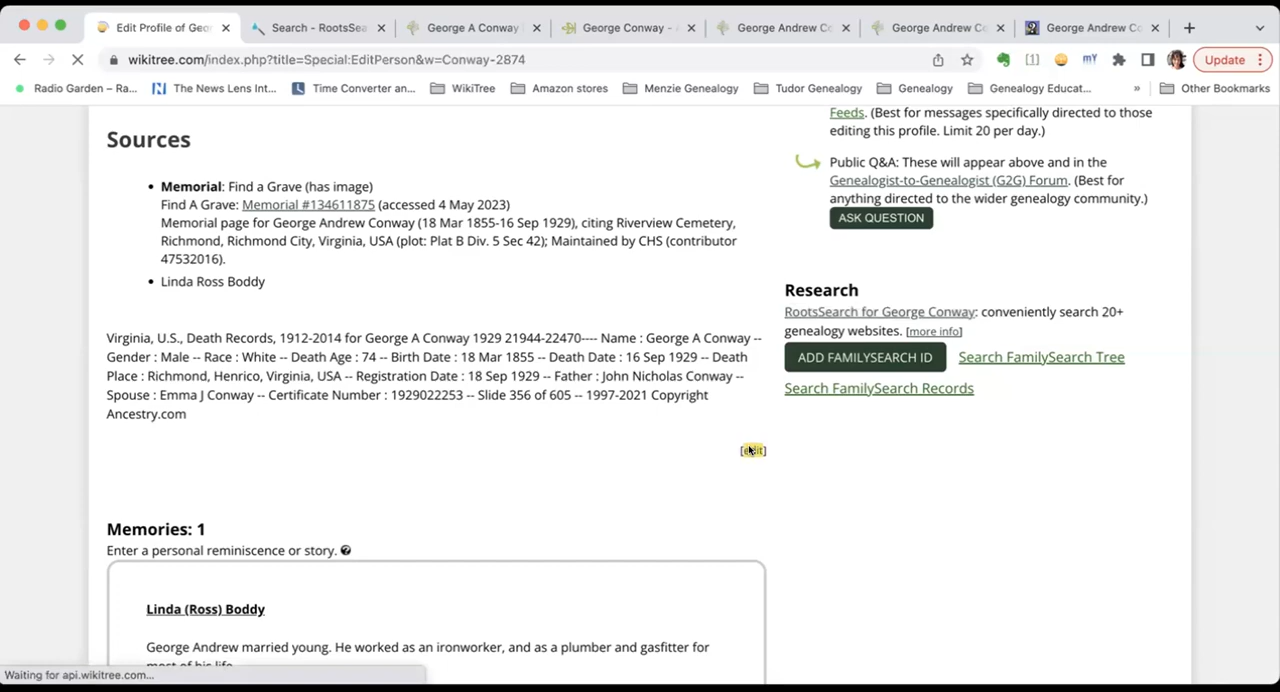 Edit Profile of Geo
Search - RootsSea
George A Conway
George Conway -
George Andrew Co
George Andrew Co
George Andrew Co
wikitree.com/index.php?title=Special:EditPerson&w=Conway-2874
Update
Radio Garden – Ra...
The News Lens Int...
Time Converter an...
WikiTree
Amazon stores
Menzie Genealogy
Tudor Genealogy
Genealogy
Genealogy Educat...
»
Other Bookmarks
Sources
• Memorial: Find a Grave (has image)
Find A Grave: Memorial #134611875 (accessed 4 May 2023)
Memorial page for George Andrew Conway (18 Mar 1855-16 Sep 1929), citing Riverview Cemetery,
Richmond, Richmond City, Virginia, USA (plot: Plat B Div. 5 Sec 42); Maintained by CHS (contributor
47532016).
• Linda Ross Boddy
Virginia, U.S., Death Records, 1912-2014 for George A Conway 1929 21944-22470---- Name : George A Conway --
Gender : Male -- Race : White -- Death Age : 74 -- Birth Date : 18 Mar 1855 -- Death Date : 16 Sep 1929 -- Death
Place : Richmond, Henrico, Virginia, USA -- Registration Date : 18 Sep 1929 -- Father : John Nicholas Conway --
Spouse : Emma J Conway -- Certificate Number : 1929022253 -- Slide 356 of 605 -- 1997-2021 Copyright
Ancestry.com
[edit]
Memories: 1
Enter a personal reminiscence or story.
Linda (Ross) Boddy
George Andrew married young. He worked as an ironworker, and as a plumber and gasfitter for
most of his life.
Feeds. (Best for messages specifically directed to those
editing this profile. Limit 20 per day.)
Public Q&A: These will appear above and in the
Genealogist-to-Genealogist (G2G) Forum. (Best for
anything directed to the wider genealogy community.)
ASK QUESTION
Research
RootsSearch for George Conway: conveniently search 20+
genealogy websites. [more info]
ADD FAMILYSEARCH ID
Search FamilySearch Tree
Search FamilySearch Records
Waiting for api.wikitree.com...